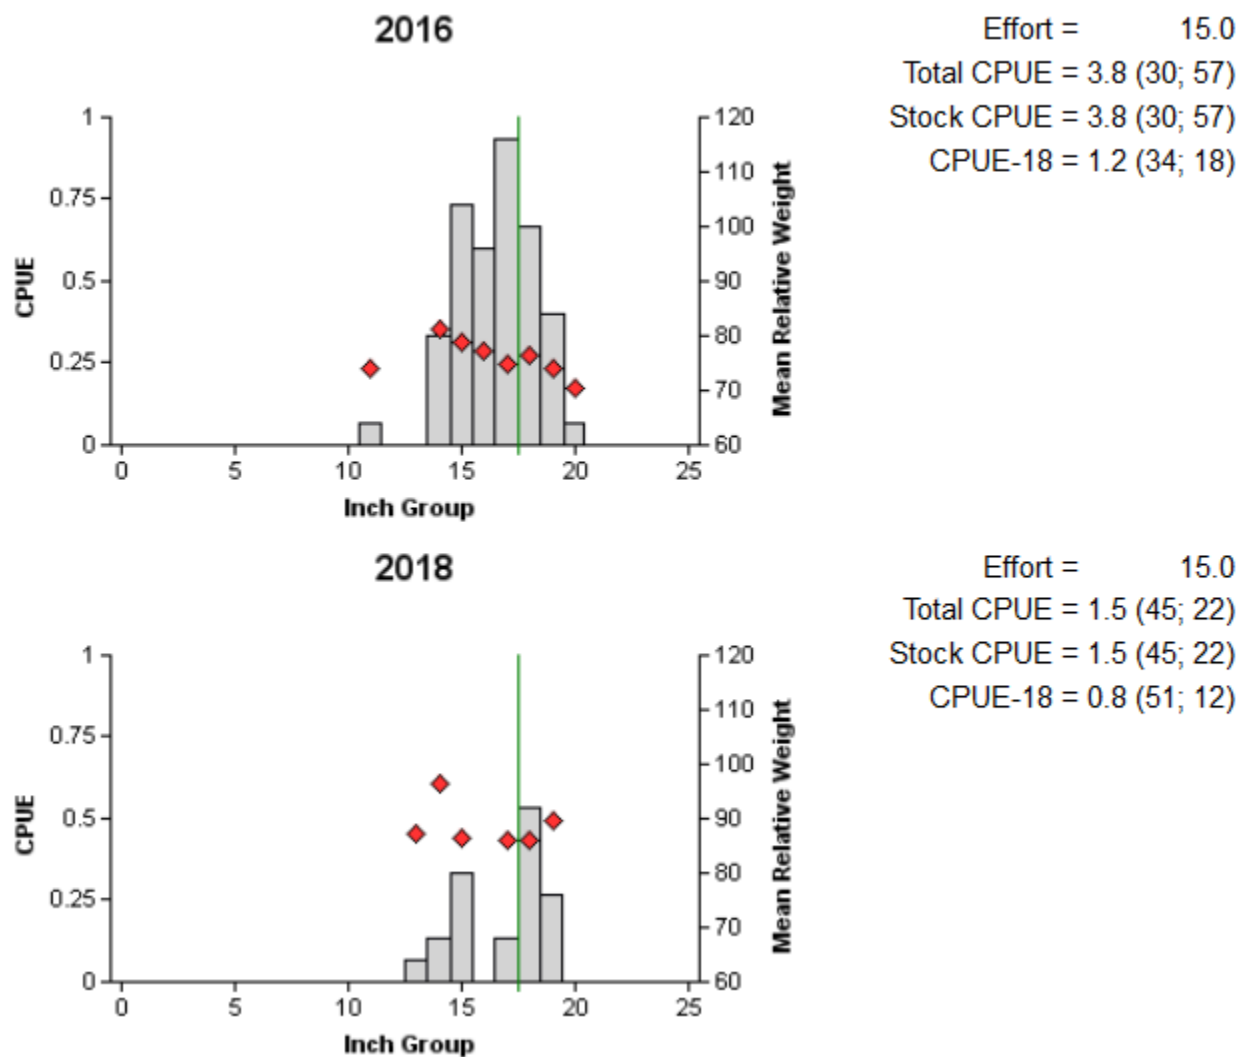 2016
Effort = 15.0
Total CPUE = 3.8 (30; 57)
Stock CPUE = 3.8 (30; 57)
CPUE-18 = 1.2 (34; 18)
1
0.75
0.5
0.25
0
CPUE
120
110
100
90
80
70
60
Mean Relative Weight
0 5 10 15 20 25
Inch Group
2018
Effort = 15.0
Total CPUE = 1.5 (45; 22)
Stock CPUE = 1.5 (45; 22)
CPUE-18 = 0.8 (51; 12)
1
0.75
0.5
0.25
0
CPUE
120
110
100
90
80
70
60
Mean Relative Weight
0 5 10 15 20 25
Inch Group